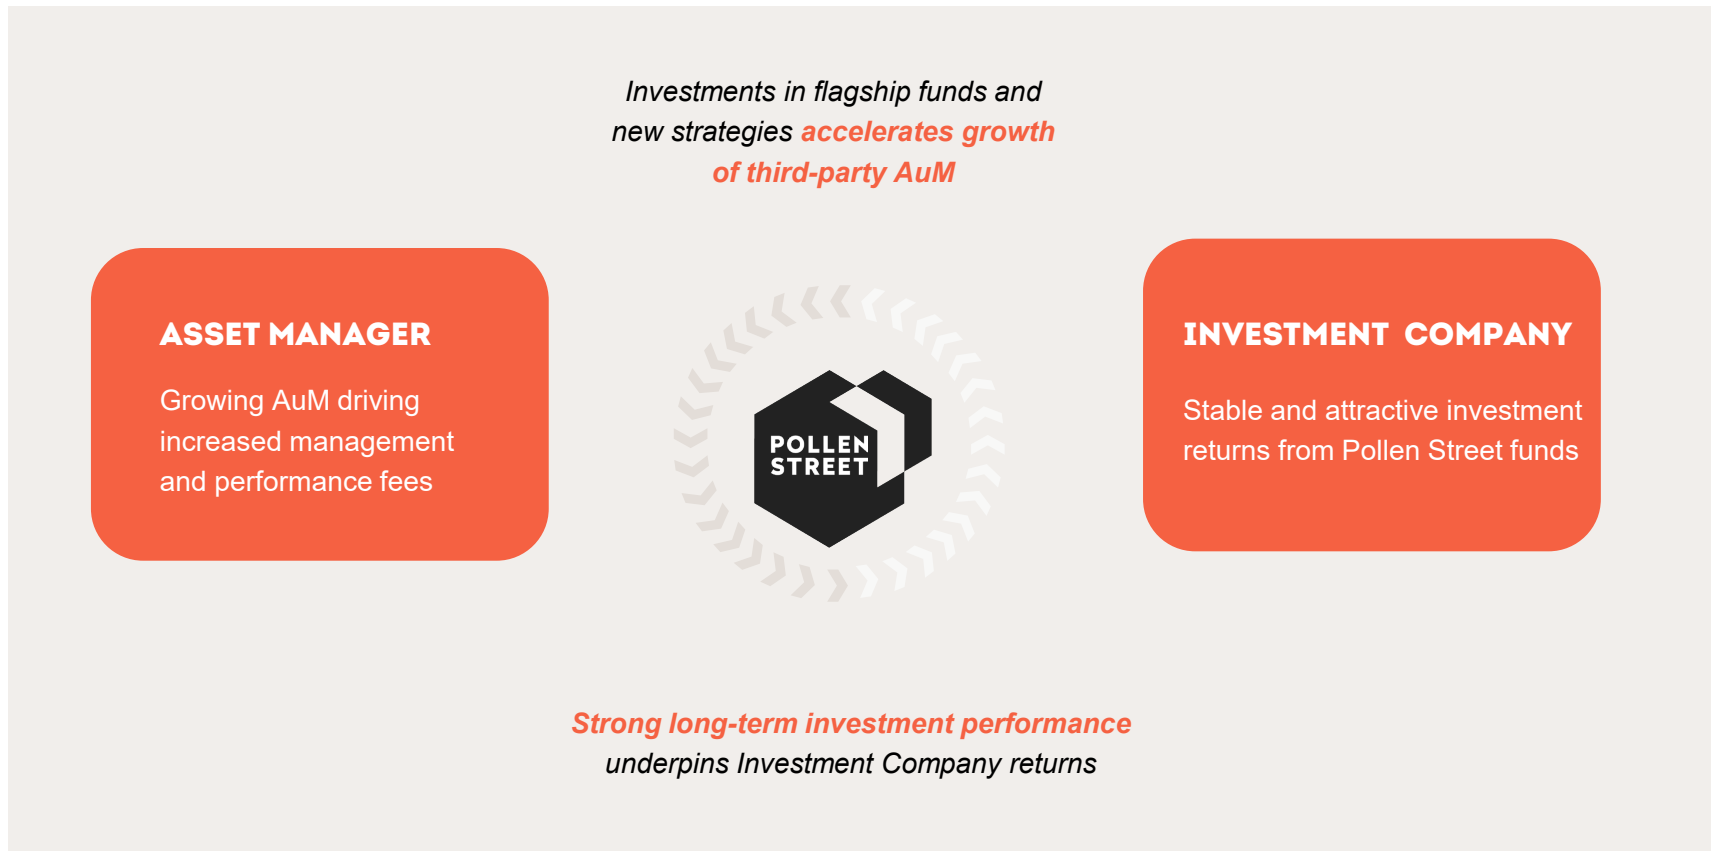 Investments in flagship funds and
new strategies accelerates growth
of third-party AuM
ASSET MANAGER
Growing AuM driving
increased management
and performance fees
POLLEN
STREET
INVESTMENT COMPANY
Stable and attractive investment
returns from Pollen Street funds
Strong long-term investment performance
underpins Investment Company returns